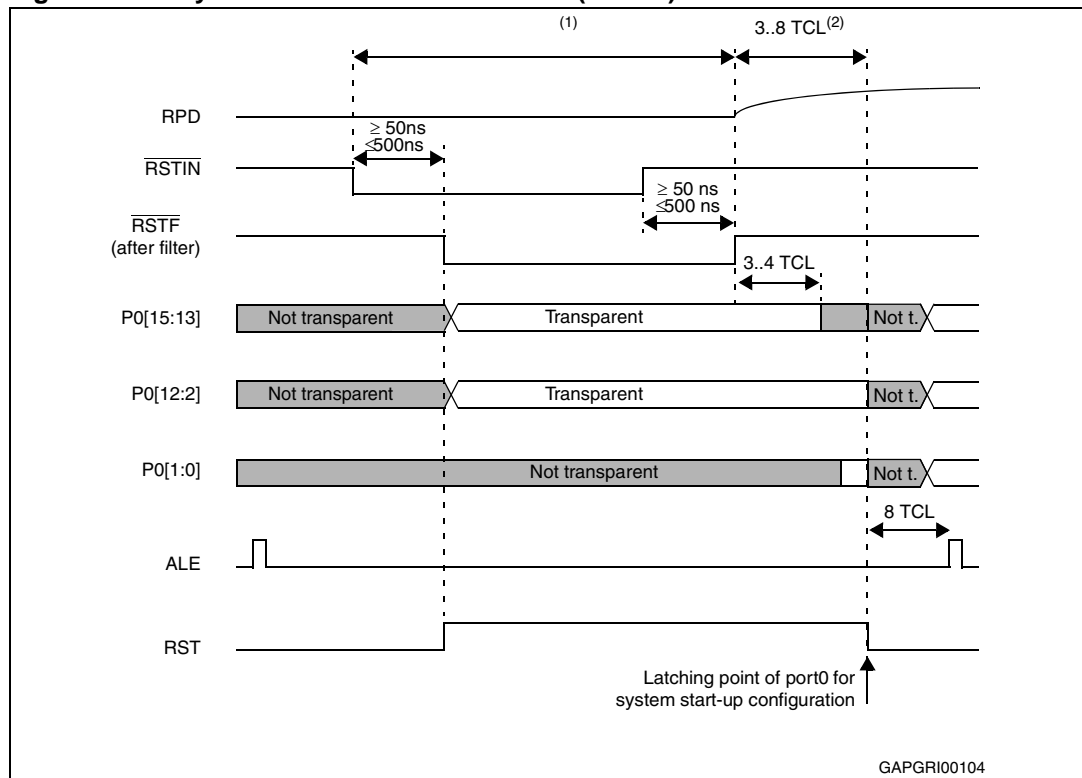 (1)
3..8 TCL(2)
RPD
≥ 50ns
≤500ns
RSTIN
≥ 50 ns
≤500 ns
RSTF
(after filter)
3..4 TCL
P0[15:13]
Not transparent
Transparent
Not t.
P0[12:2]
Not transparent
Transparent
Not t.
P0[1:0]
Not transparent
Not t.
8 TCL
ALE
RST
Latching point of port0 for
system start-up configuration
GAPGRI00104